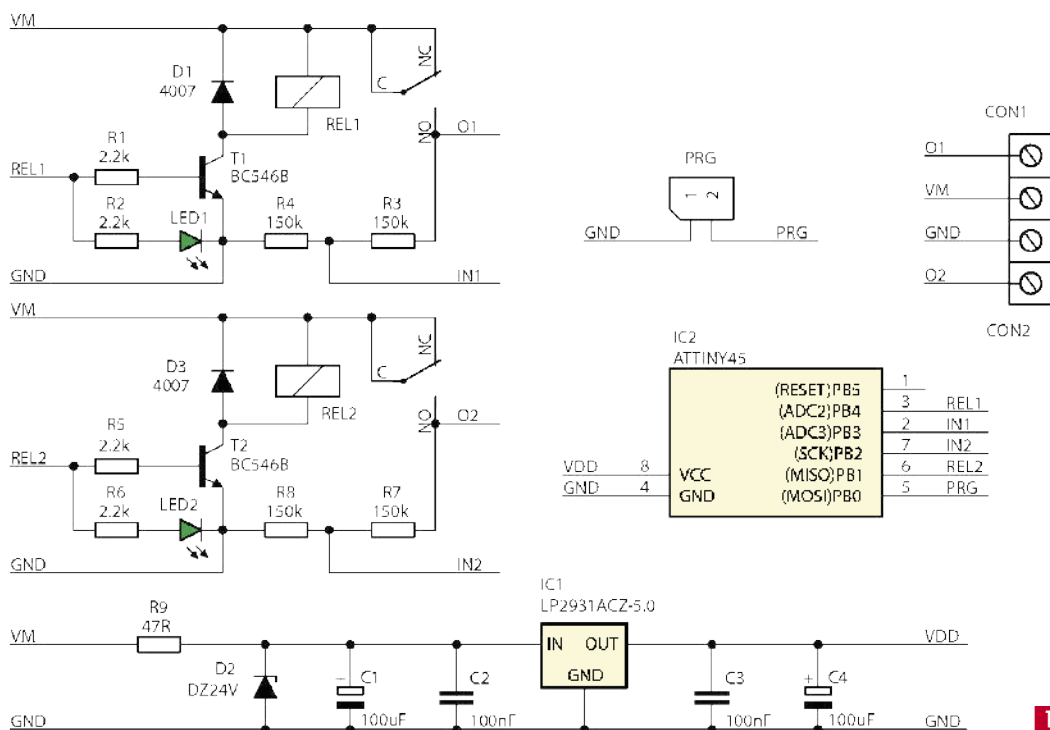 VM
D1
4007
C
NC
REL1
NO
O1
R1
2.2k
REL1
T1
BC546B
R2
2.2k
LED1
R4
150k
R3
150k
GND
IN1
VM
D3
4007
C
NC
REL2
NO
O2
R5
2.2k
REL2
T2
BC546B
R6
2.2k
LED2
R8
150k
R7
150k
GND
IN2
PRG
1 2
GND
PRG
CON1
O1
VM
GND
O2
CON2
IC2
ATTINY45
(RESET)PB5 1
(ADC2)PB4 3 REL1
(ADC3)PB3 2 IN1
(SCK)PB2 7 IN2
VDD 8 VCC (MISO)PB1 6 REL2
GND 4 GND (MOSI)PB0 5 PRG
IC1
LP2931ACZ-5.0
VM
R9
47R
IN OUT
GND
VDD
D2
DZ24V
C1
100uF
C2
100nF
C3
100nF
+ C4
100uF
GND
GND
1